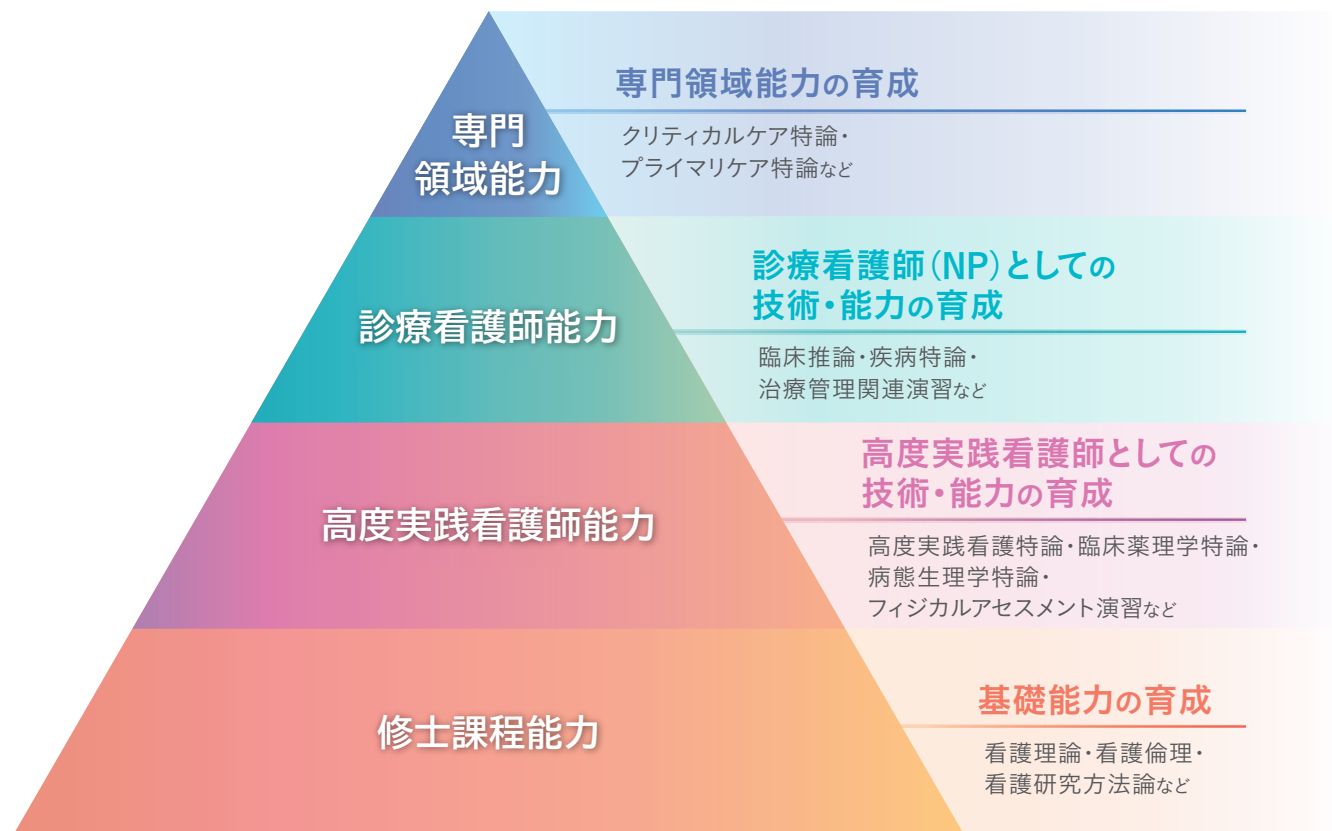 専門
領域能力
専門領域能力の育成
クリティカルケア特論・
プライマリケア特論など
診療看護師能力
診療看護師(NP)としての
技術・能力の育成
臨床推論・疾病特論・
治療管理関連演習など
高度実践看護師能力
高度実践看護師としての
技術・能力の育成
高度実践看護特論・臨床薬理学特論・
病態生理学特論・
フィジカルアセスメント演習など
修士課程能力
基礎能力の育成
看護理論・看護倫理・
看護研究方法論など